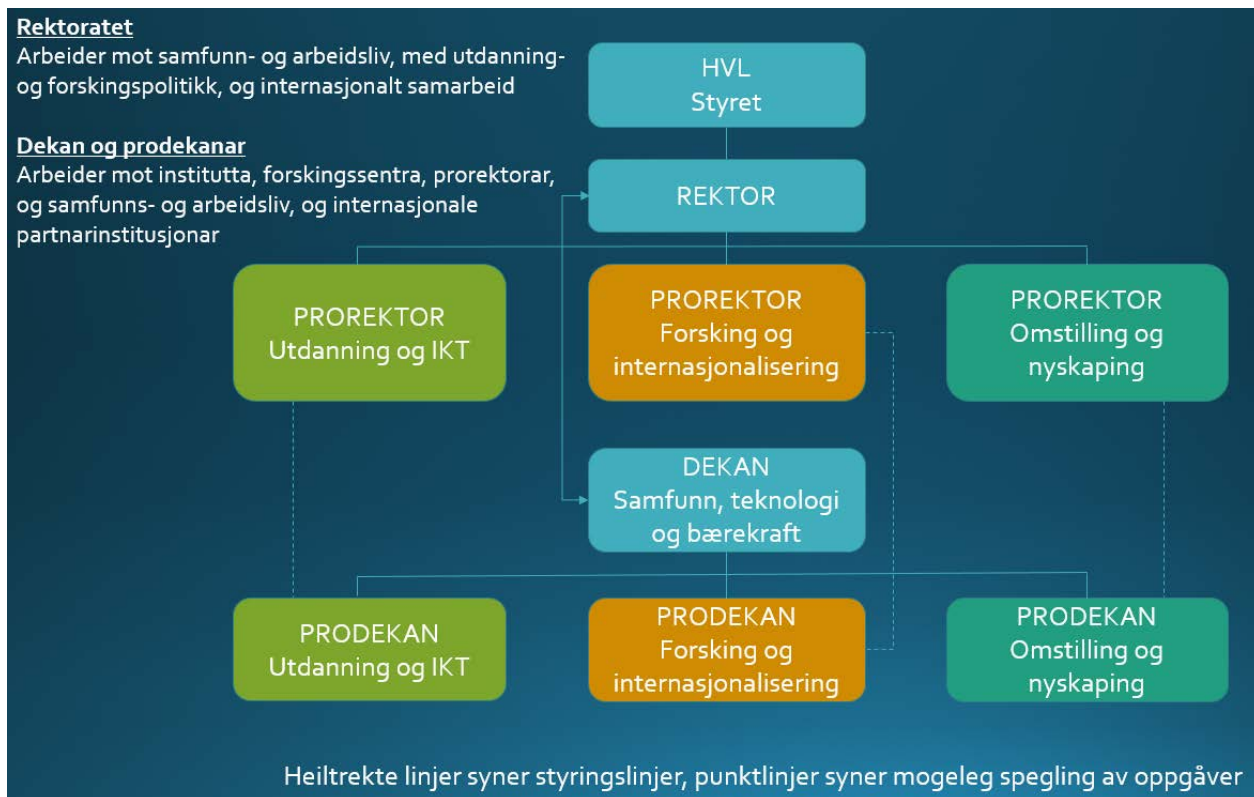 Rektoratet
Arbeider mot samfunn- og arbeidsliv, med utdanning-
og forskingspolitikk, og internasjonalt samarbeid
Dekan og prodekanar
Arbeider mot institutta, forskingssentra, prorektorar,
og samfunns- og arbeidsliv, og internasjonale
partnarinstitusjonar
HVL
Styret
REKTOR
PROREKTOR
Utdanning og IKT
PROREKTOR
Forsking og
internasjonalisering
PROREKTOR
Omstilling og
nyskaping
DEKAN
Samfunn, teknologi
og bærekraft
PRODEKAN
Utdanning og IKT
PRODEKAN
Forsking og
internasjonalisering
PRODEKAN
Omstilling og
nyskaping
Heiltrekte linjer syner styringslinjer, punktlinjer syner mogeleg spegling av oppgåver